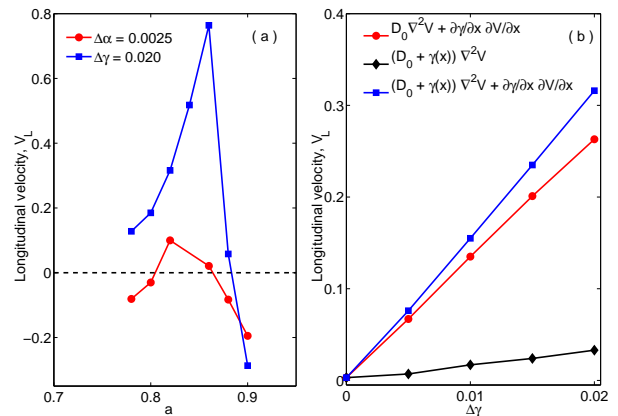 ( a )
Δα = 0.0025
Δγ = 0.020
0.8
0.6
0.4
0.2
0
−0.2
Longitudinal velocity, V_L
0.7
0.8
0.9
a
( b )
D_0∇²V + ∂γ/∂x ∂V/∂x
(D_0 + γ(x)) ∇²V
(D_0 + γ(x)) ∇²V + ∂γ/∂x ∂V/∂x
0.4
0.3
0.2
0.1
0
Longitudinal velocity, V_L
0
0.01
0.02
Δγ